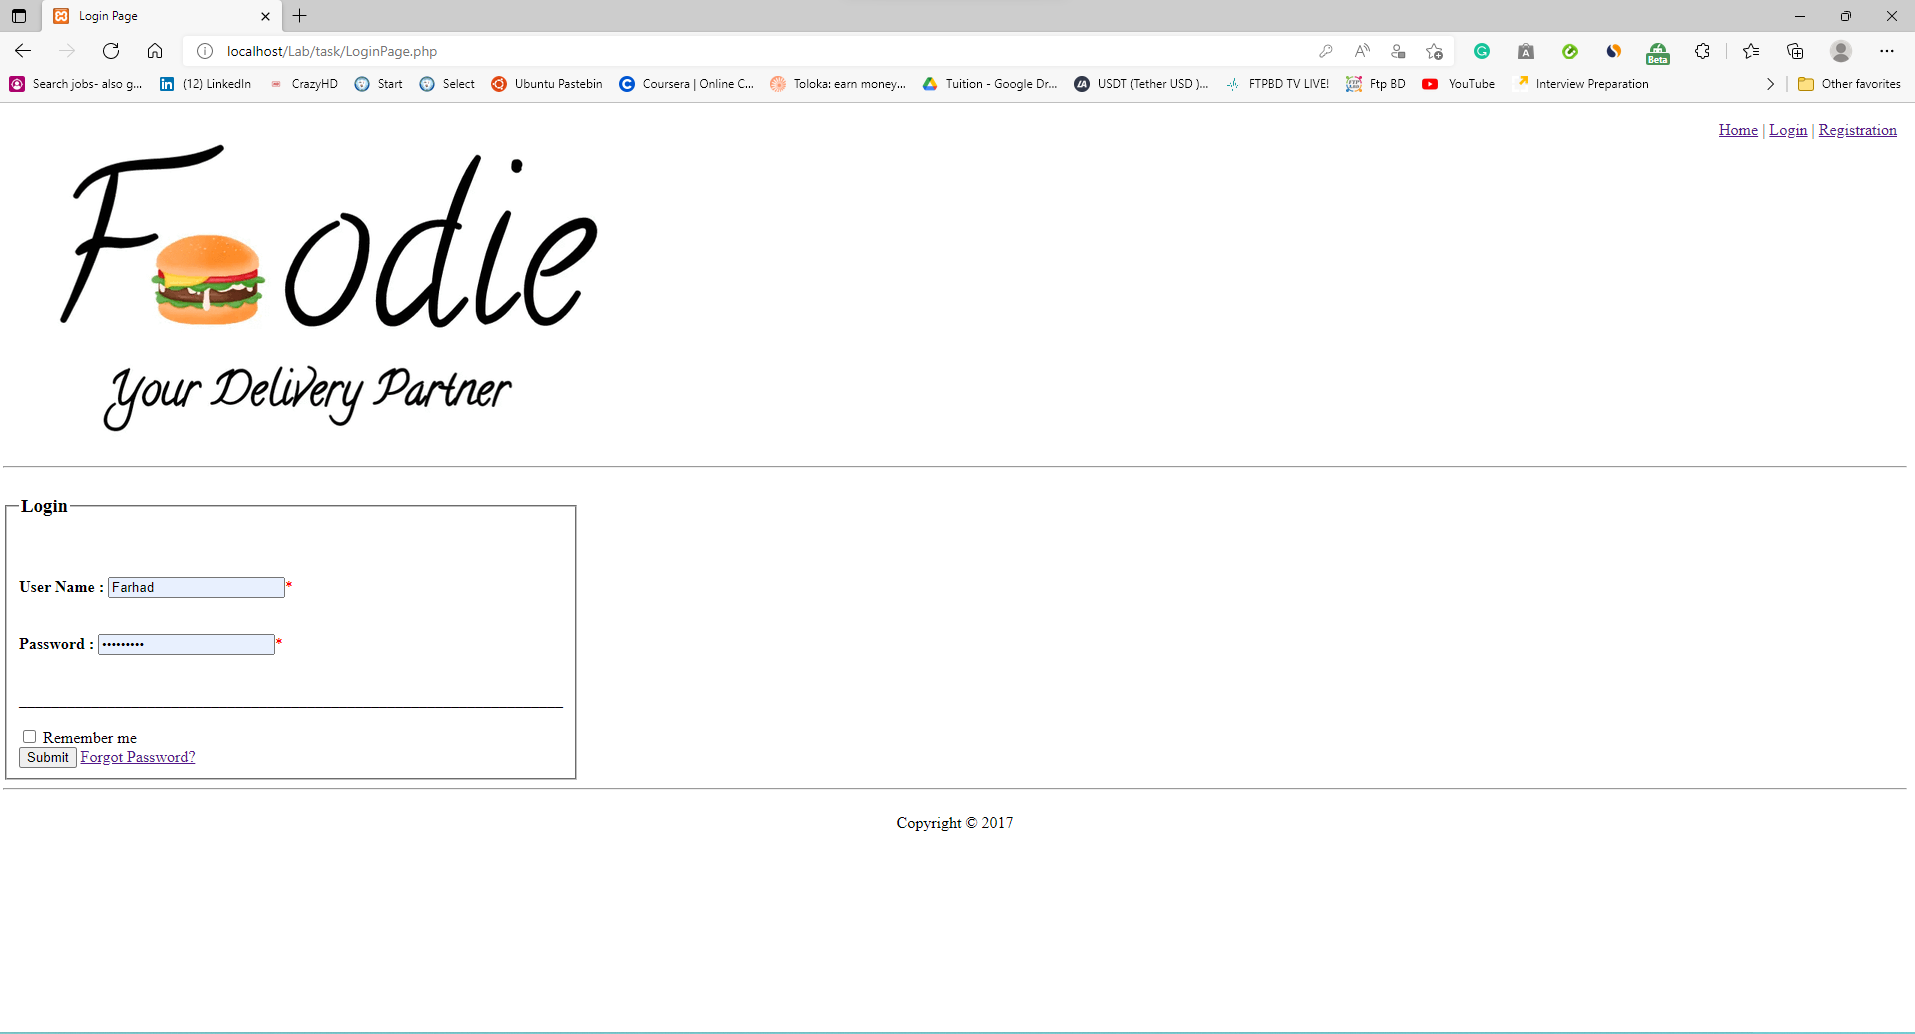 Login Page
localhost/Lab/task/LoginPage.php
Beta
Search jobs- also g...
(12) LinkedIn
CrazyHD
Start
Select
Ubuntu Pastebin
Coursera | Online C...
Toloka: earn money...
Tuition - Google Dr...
USDT (Tether USD )...
FTPBD TV LIVE!
Ftp BD
YouTube
Interview Preparation
Other favorites
Home | Login | Registration
Foodie
Your Delivery Partner
Login
User Name : Farhad*
Password : •••••••••*
Remember me
Submit Forgot Password?
Copyright © 2017